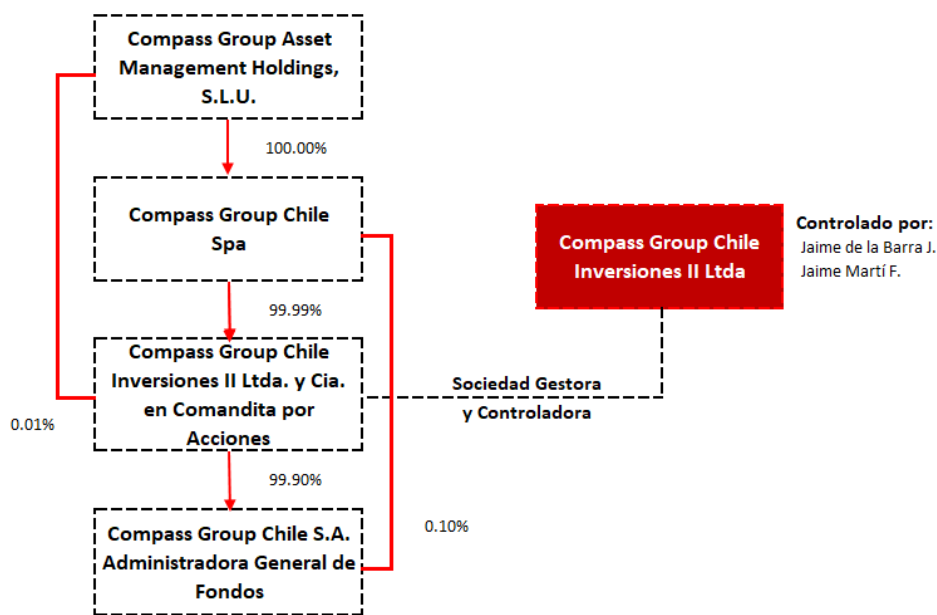 Compass Group Asset
Management Holdings,
S.L.U.
100.00%
Compass Group Chile
Spa
99.99%
Compass Group Chile
Inversiones II Ltda. y Cia.
en Comandita por
Acciones
0.01%
99.90%
Compass Group Chile S.A.
Administradora General de
Fondos
0.10%
Sociedad Gestora
y Controladora
Compass Group Chile
Inversiones II Ltda
Controlado por:
Jaime de la Barra J.
Jaime Martí F.